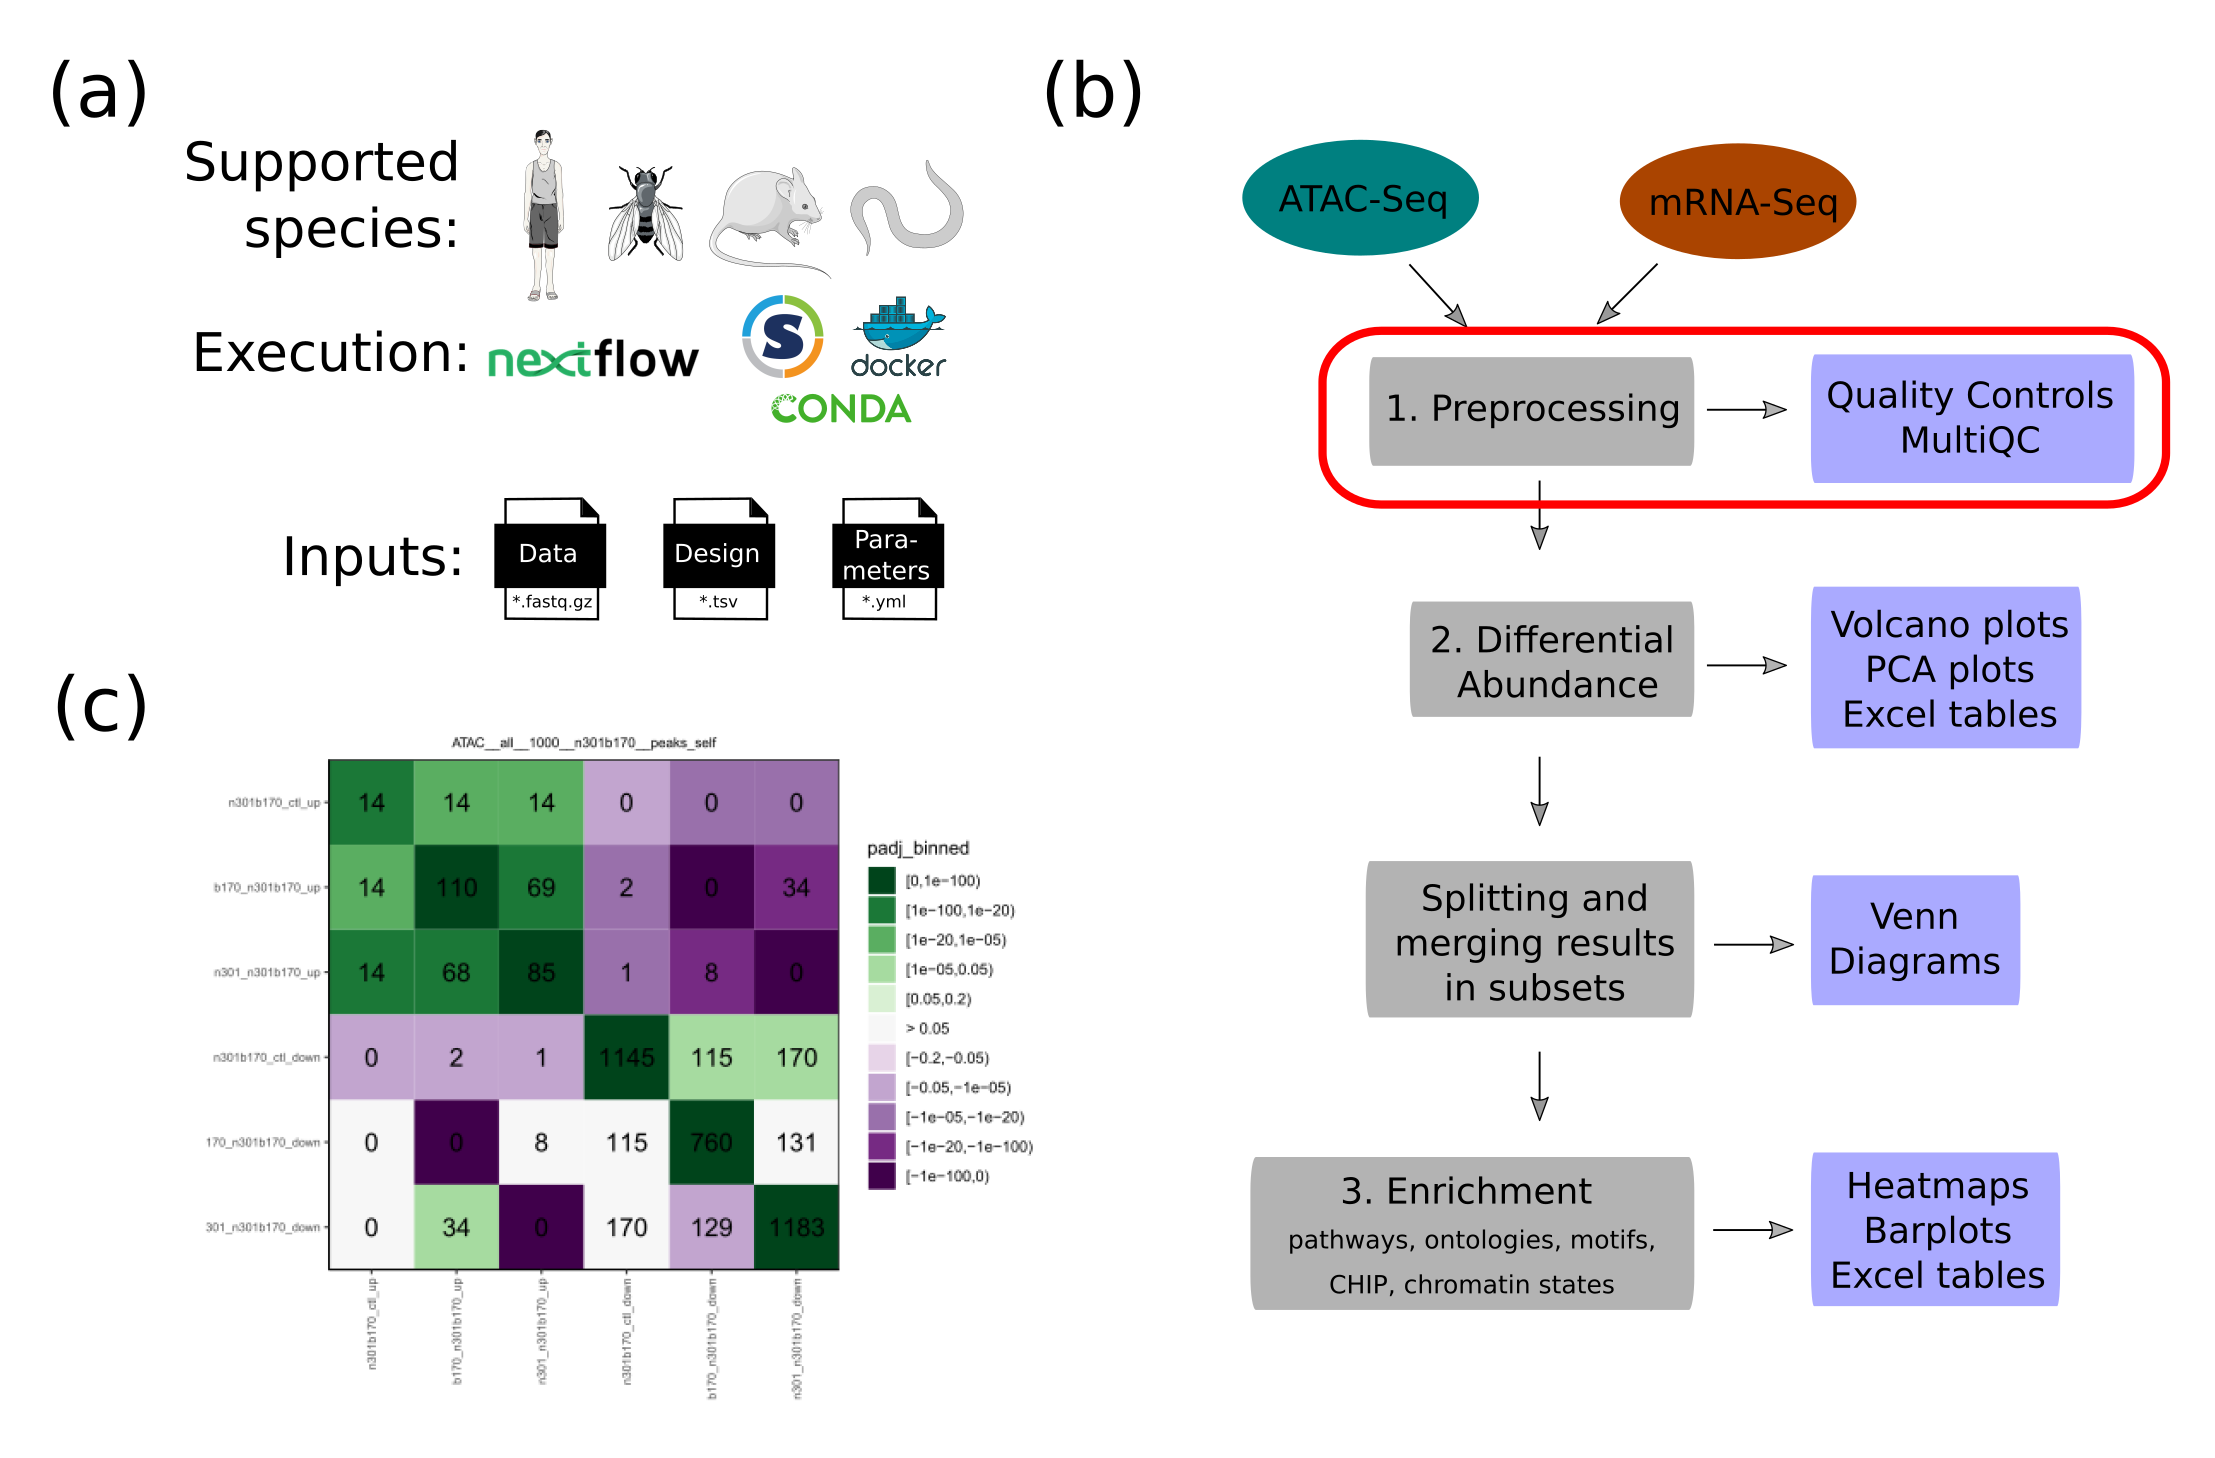 (a)
Supported
species:
Execution:
nextflow
S
docker
CONDA
Inputs:
Data
*.fastq.gz
Design
*.tsv
Para-
meters
*.yml
(b)
ATAC-Seq
mRNA-Seq
1. Preprocessing
Quality Controls
MultiQC
2. Differential
Abundance
Volcano plots
PCA plots
Excel tables
Splitting and
merging results
in subsets
Venn
Diagrams
3. Enrichment
pathways, ontologies, motifs,
CHIP, chromatin states
Heatmaps
Barplots
Excel tables
(c)
ATAC__all__1000__n301b170__peaks_self
n301b170_ctl_up 14 14 14 0 0 0
b170_n301b170_up 14 110 69 2 0 34
n301_n301b170_up 14 68 85 1 8 0
n301b170_ctl_down 0 2 1 1145 115 170
170_n301b170_down 0 0 8 115 760 131
301_n301b170_down 0 34 0 170 129 1183
n301b170_ctl_up
b170_n301b170_up
n301_n301b170_up
n301b170_ctl_down
b170_n301b170_down
n301_n301b170_down
padj_binned
[0,1e−100)
[1e−100,1e−20)
[1e−20,1e−05)
[1e−05,0.05)
[0.05,0.2)
> 0.05
[−0.2,−0.05)
[−0.05,−1e−05)
[−1e−05,−1e−20)
[−1e−20,−1e−100)
[−1e−100,0)